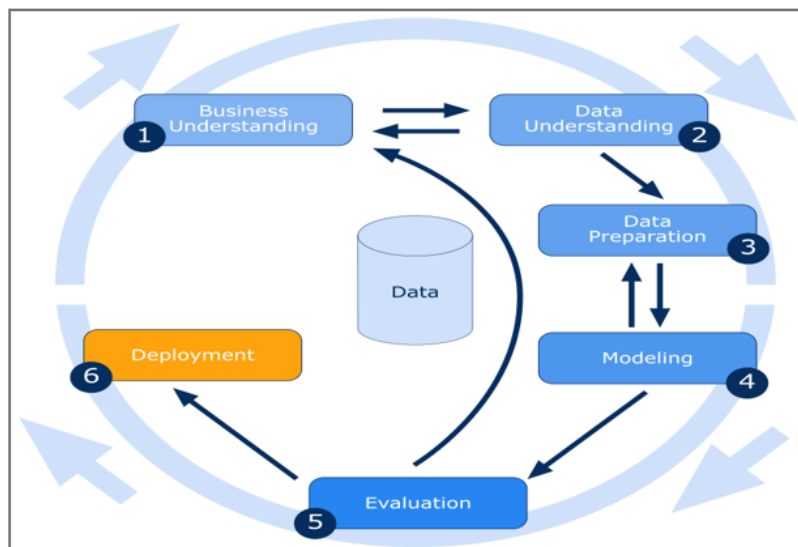 Business
Understanding
1
Data
Understanding
2
Data
Preparation
3
Data
Deployment
6
Modeling
4
Evaluation
5